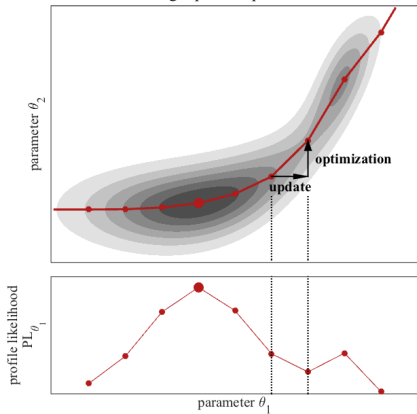 parameter θ2
optimization
update
profile likelihood
PLθ1
parameter θ1